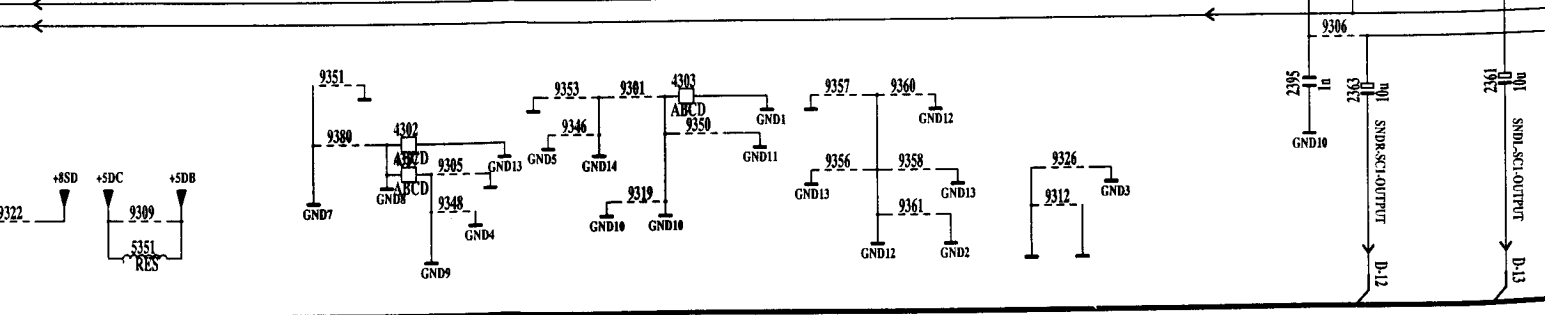 9306
2395
1n
2363
10u
2361
10u
GND10
SNDR-SC1-OUTPUT
SNDL-SC1-OUTPUT
D-12
D-13
9322
+8SD
+5DC
+5DB
9309
5351
RES
9351
9380
4302
ABCD
GND13
9305
GND8
ABCD
GND7
9348
GND4
GND9
9353
9301
4303
ABCD
GND1
9346
GND5
GND14
9350
GND11
9319
GND10
GND10
9357
9360
GND12
9356
9358
GND13
GND13
9361
GND12
GND2
9326
GND3
9312